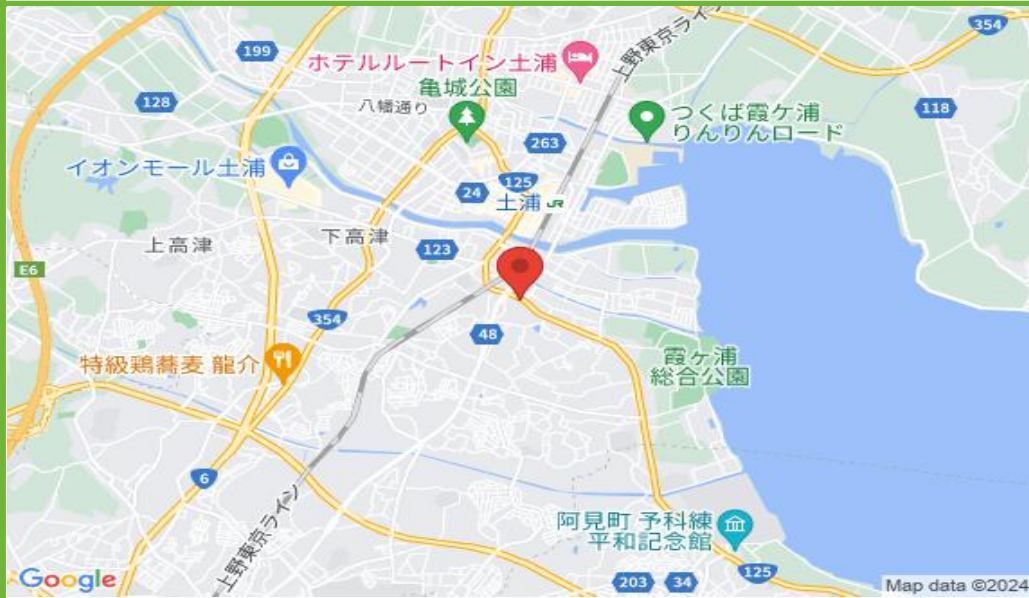 354
上野東京ライン
199
ホテルルートイン土浦
亀城公園
八幡通り
128
118
つくば霞ケ浦
りんりんロード
263
イオンモール土浦
125
24
土浦 JR
上高津
下高津
123
E6
354
48
霞ヶ浦
総合公園
特級鶏蕎麦 龍介
6
上野東京ライン
阿見町 予科練
平和記念館
203
34
125
Google
Map data ©2024